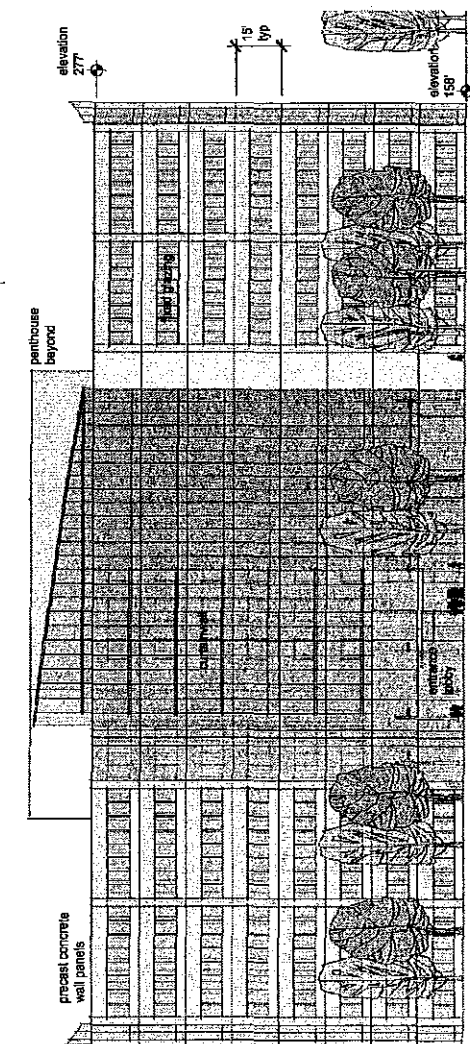 elevation
277'
15'
typ
elevation
158'
penthouse
beyond
fixed glazing
curtainwall
entrance
lobby
precast concrete
wall panels